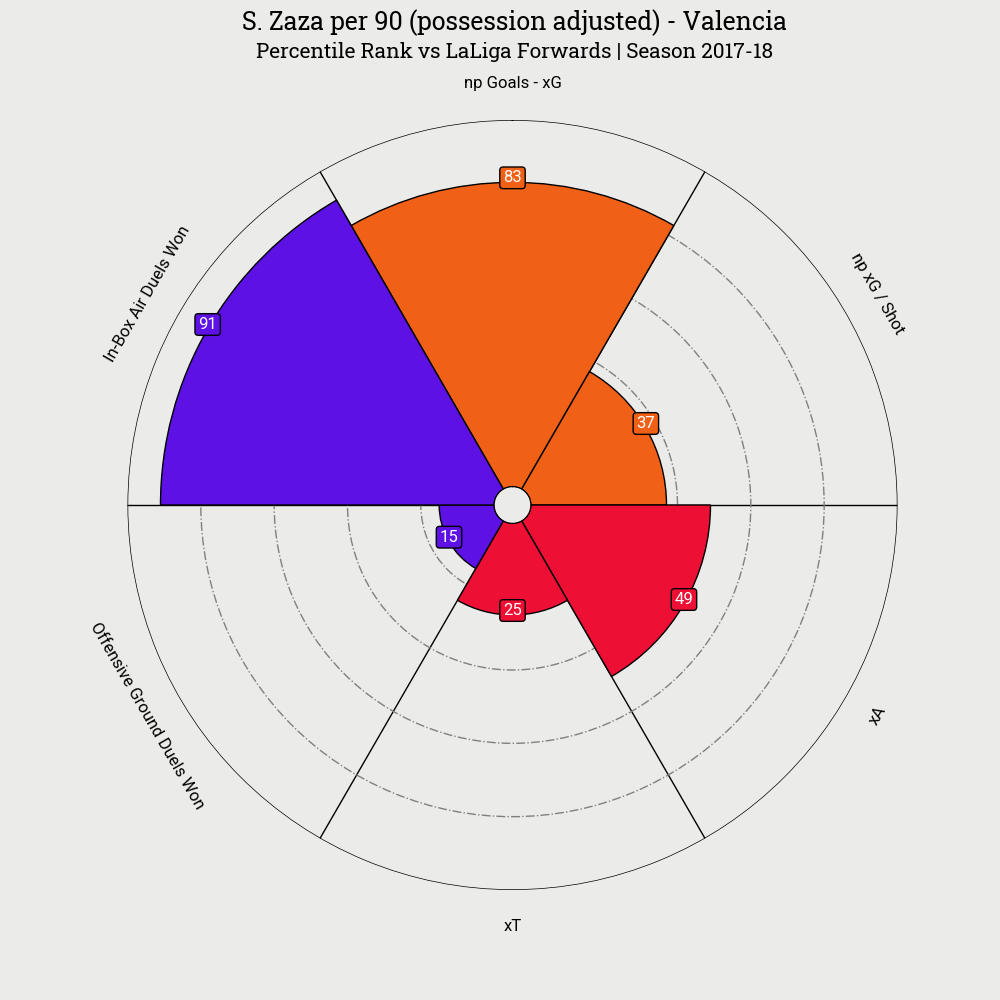 S. Zaza per 90 (possession adjusted) - Valencia
Percentile Rank vs LaLiga Forwards | Season 2017-18
np Goals - xG
83
np xG / Shot
37
In-Box Air Duels Won
91
49
xA
15
Offensive Ground Duels Won
25
xT